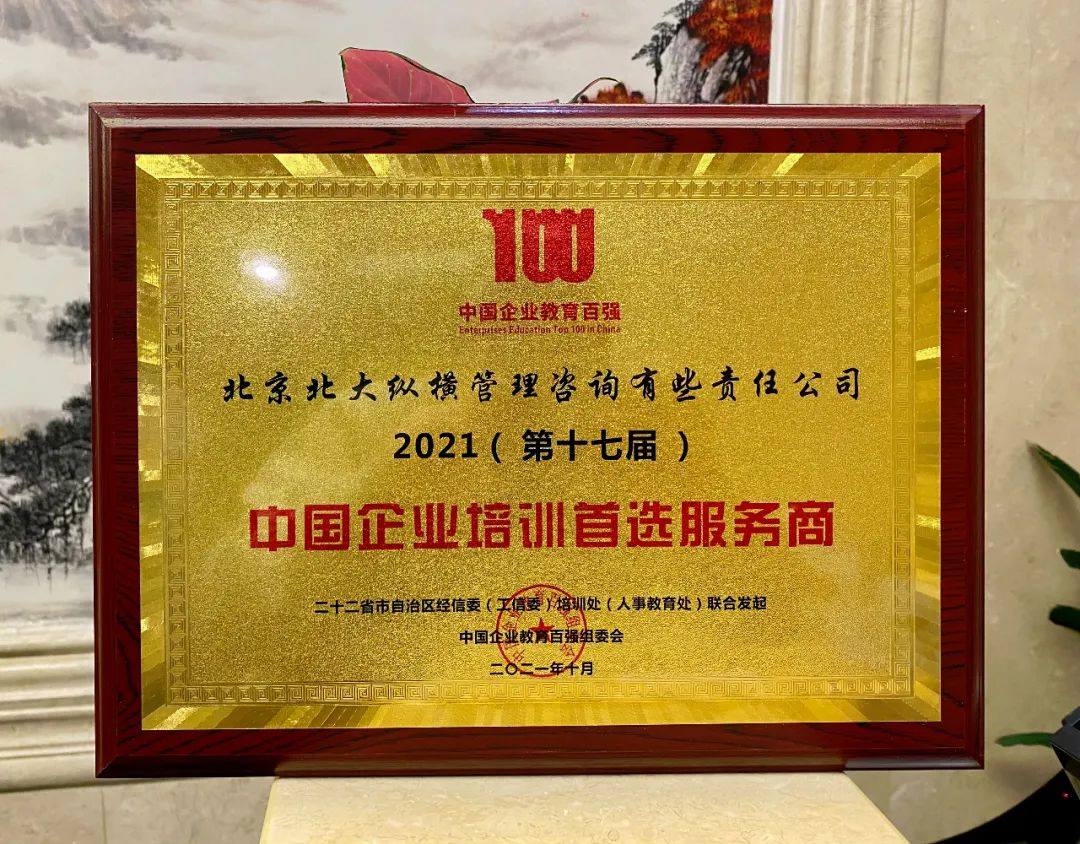 100
中国企业教育百强
Enterprises Education Top 100 in China
北京北大纵横管理咨询有些责任公司
2021（第十七届）
中国企业培训首选服务商
二十二省市自治区经信委（工信委）培训处（人事教育处）联合发起
中国企业教育百强组委会
二〇二一年十月